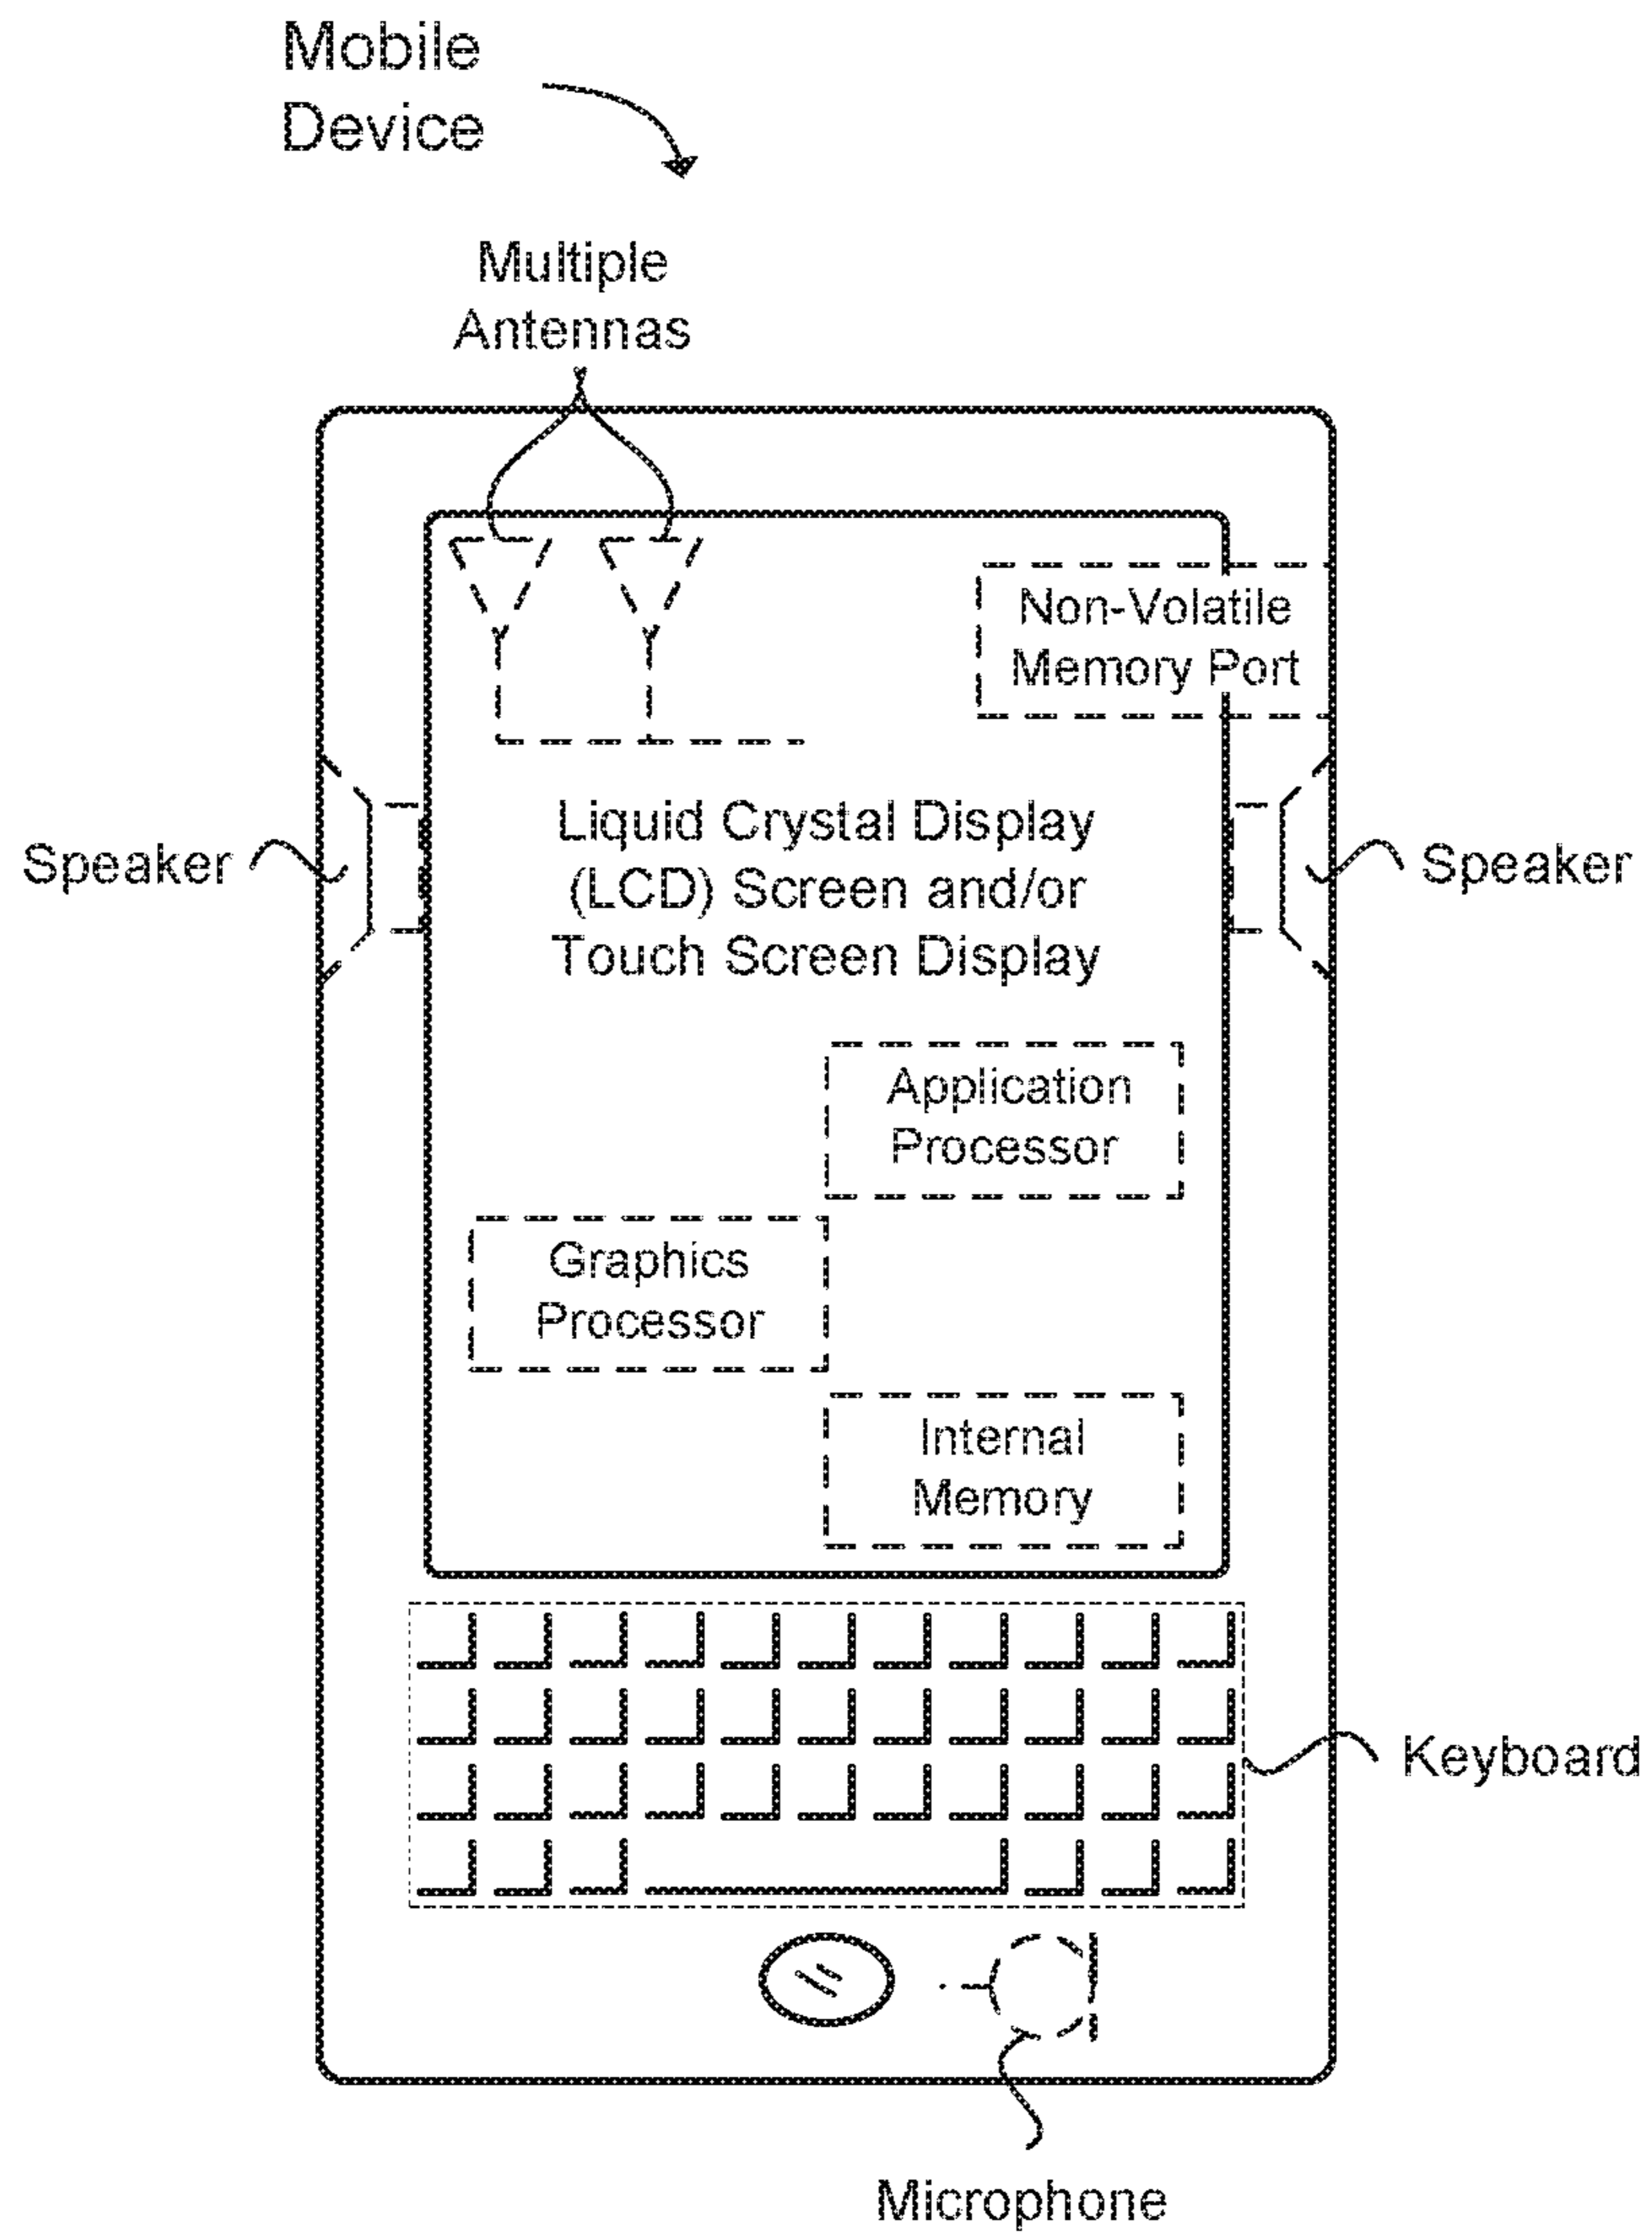 Mobile
Device
Multiple
Antennas
Non-Volatile
Memory Port
Liquid Crystal Display
(LCD) Screen and/or
Touch Screen Display
Speaker
Speaker
Application
Processor
Graphics
Processor
Internal
Memory
Keyboard
Microphone